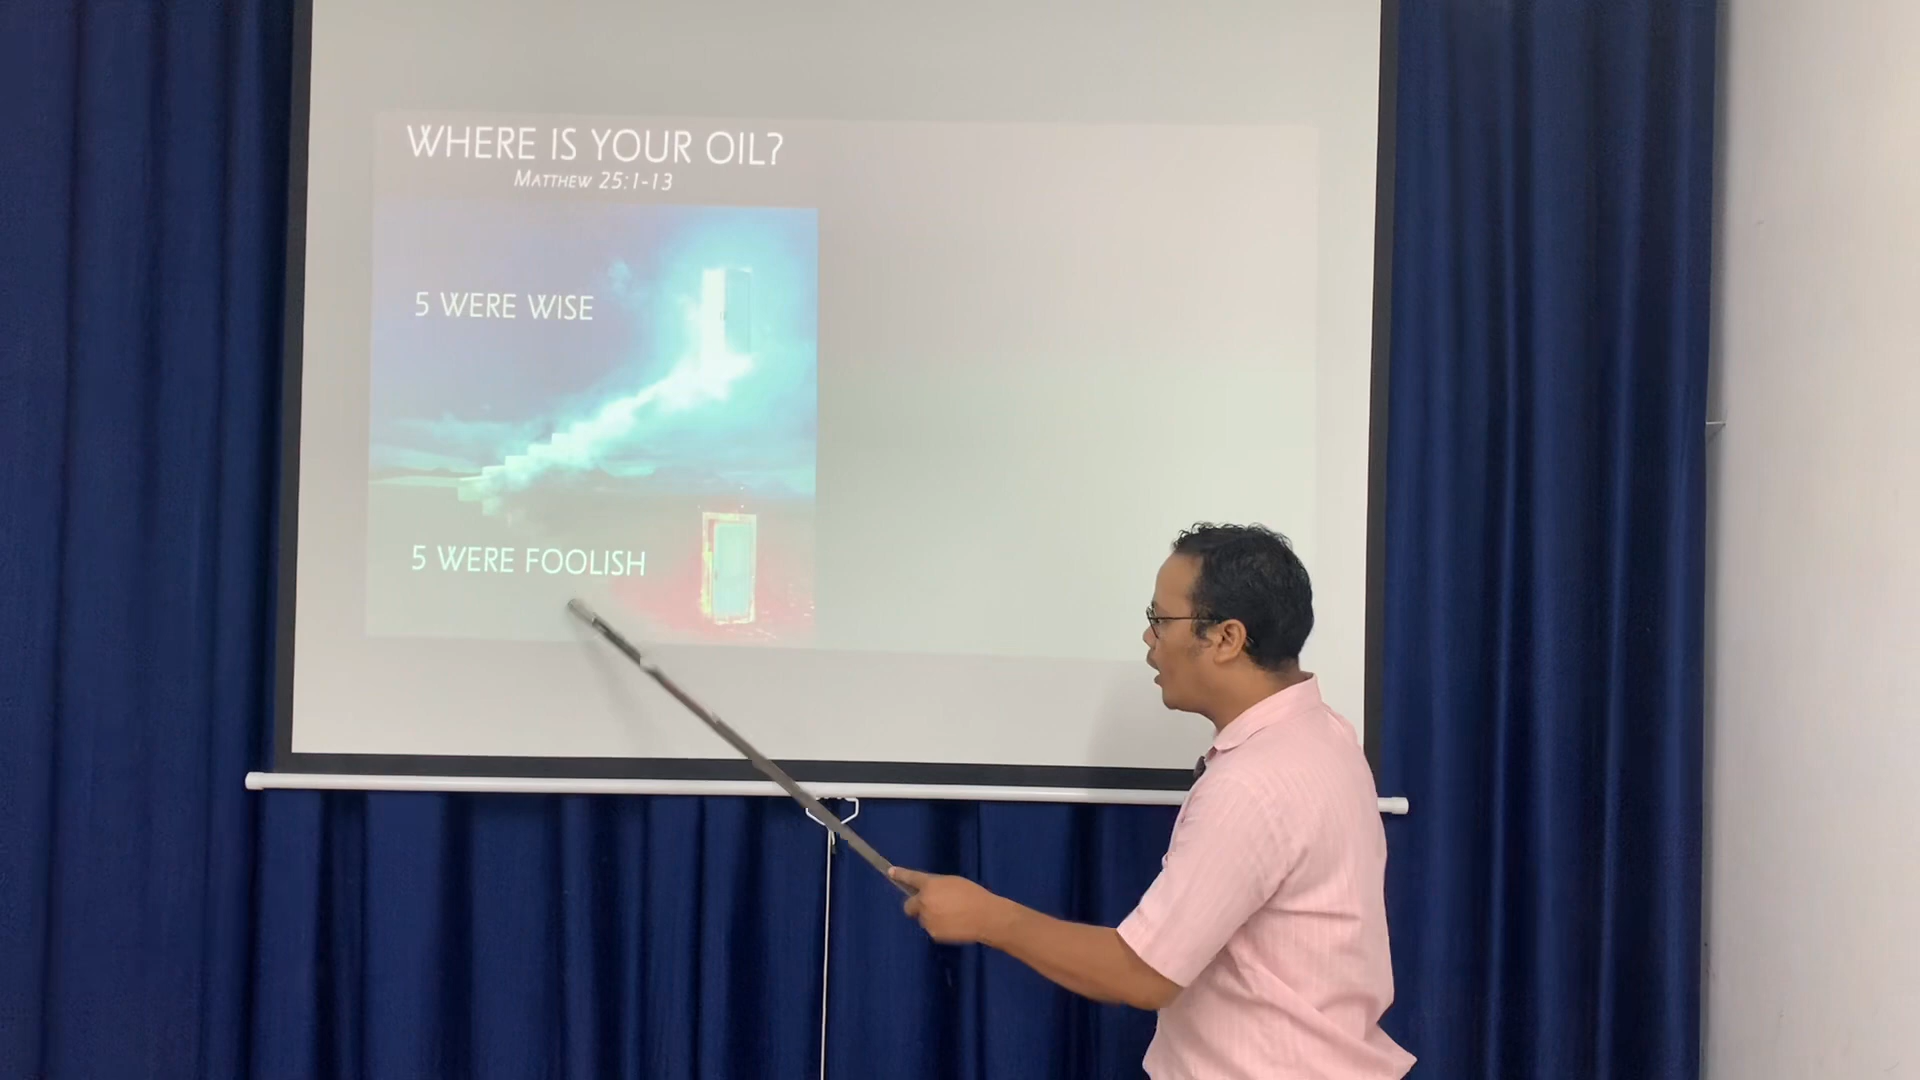 WHERE IS YOUR OIL?
MATTHEW 25:1-13
5 WERE WISE
5 WERE FOOLISH